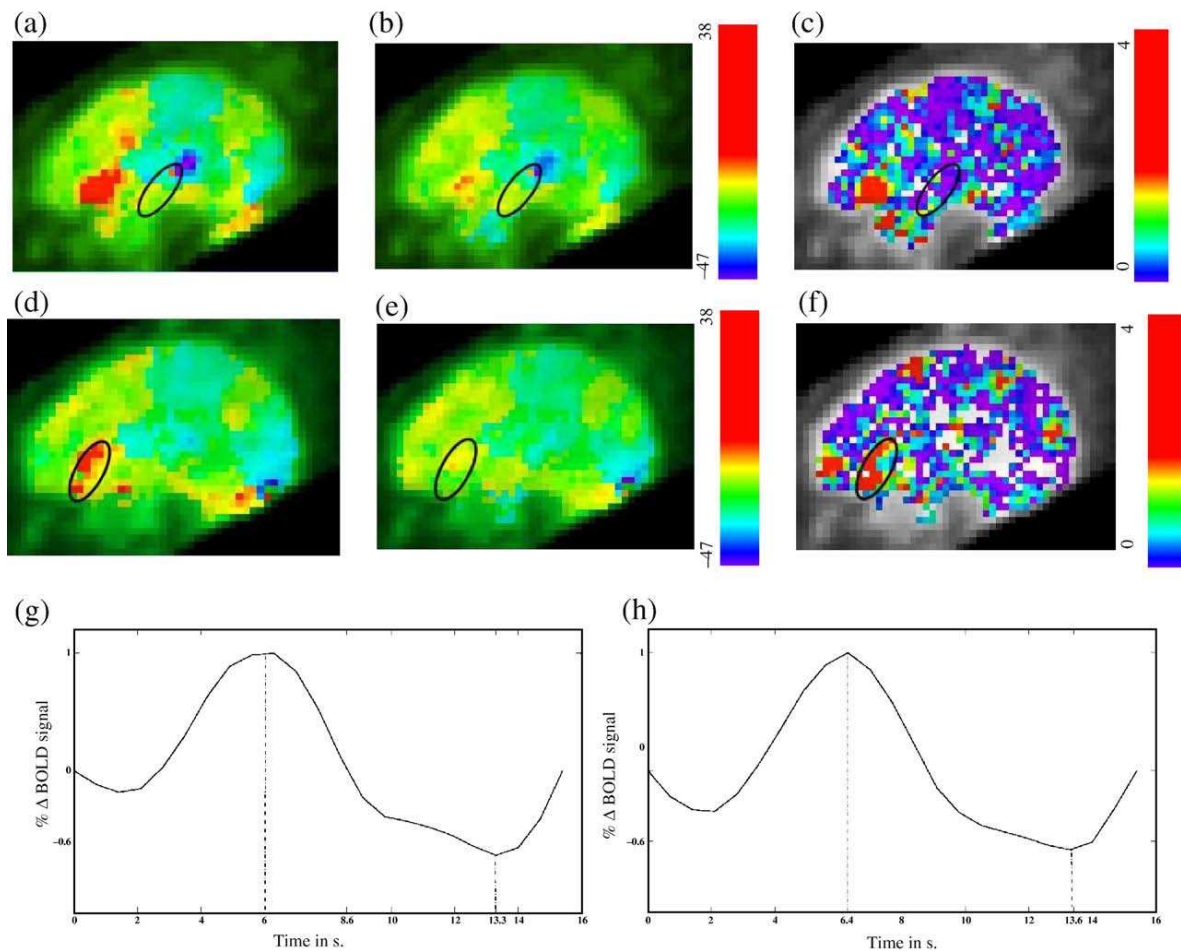 (a)
(b)
38
−47
(c)
4
0
(d)
(e)
38
−47
(f)
4
0
(g)
1
0
−0.6
% Δ BOLD signal
0 2 4 6 8.6 10 12 13.3 14 16
Time in s.
(h)
1
0
−0.6
% Δ BOLD signal
0 2 4 6.4 8 10 13.6 14 16
Time in s.